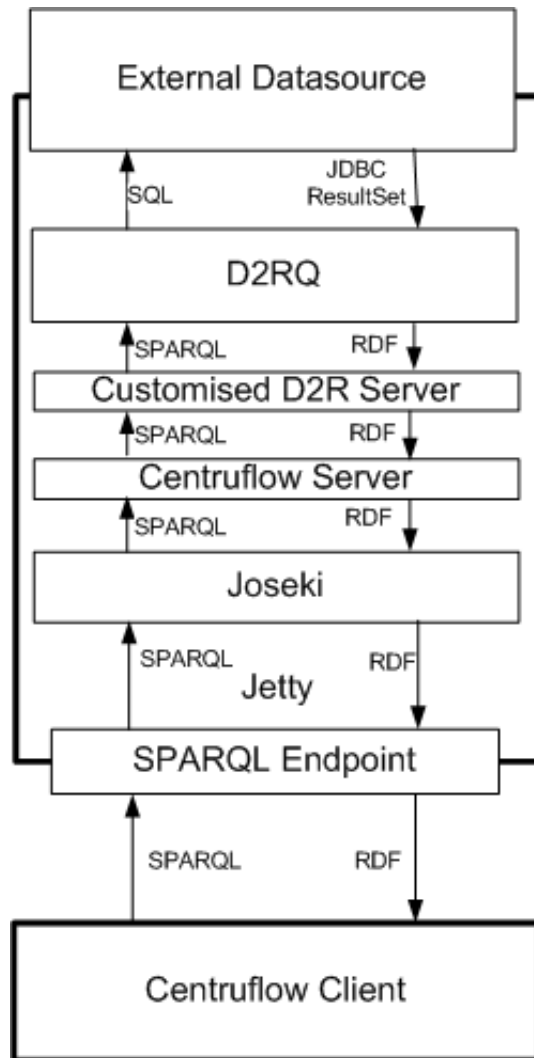 External Datasource
SQL
JDBC
ResultSet
D2RQ
SPARQL
RDF
Customised D2R Server
SPARQL
RDF
Centruflow Server
SPARQL
RDF
Joseki
SPARQL
RDF
Jetty
SPARQL Endpoint
SPARQL
RDF
Centruflow Client